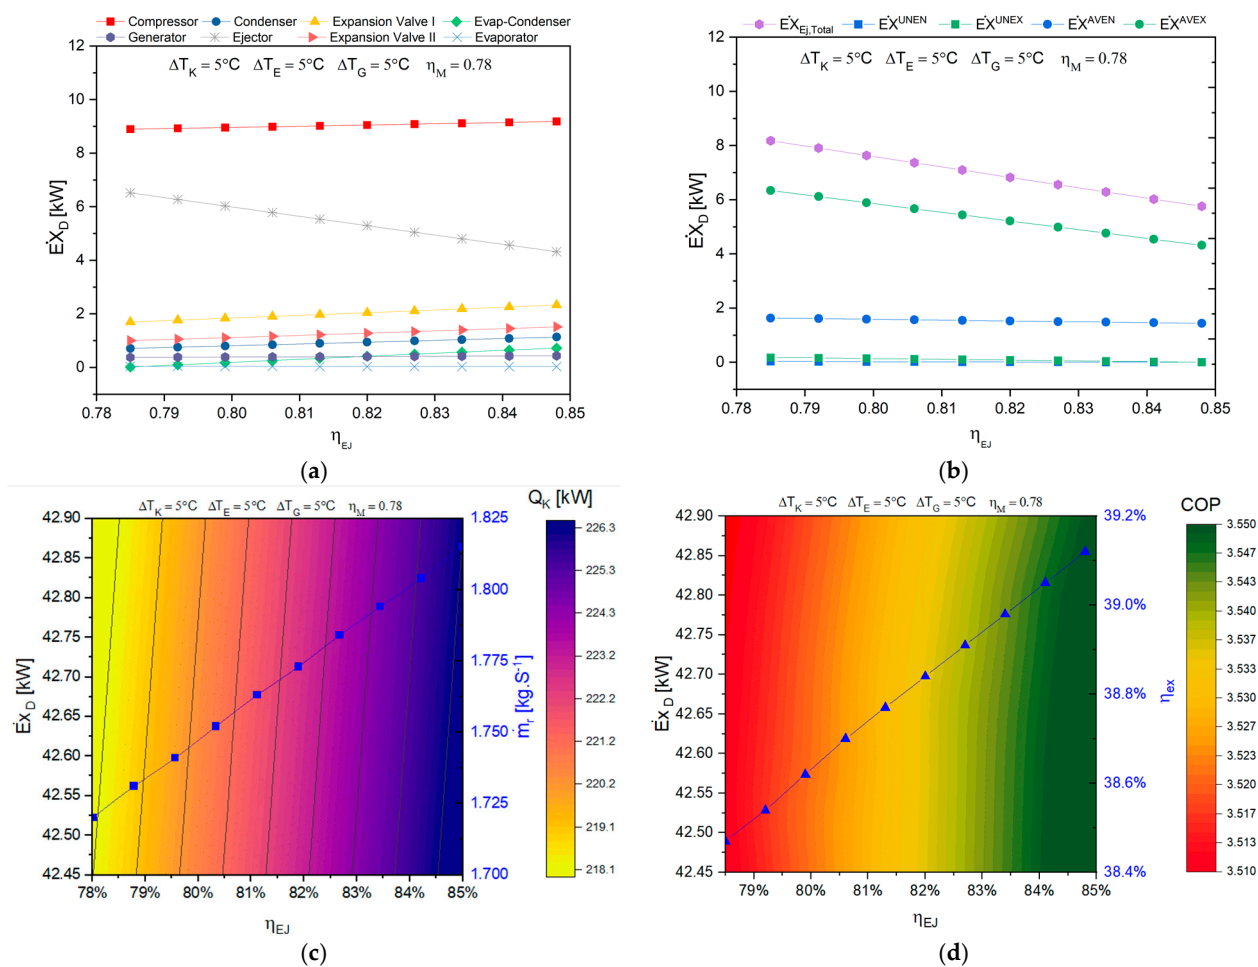 Compressor Condenser Expansion Valve I Evap-Condenser
Generator Ejector Expansion Valve II Evaporator
ΔT_K = 5°C ΔT_E = 5°C ΔT_G = 5°C η_M = 0.78
12
10
8
6
4
2
0
ĖX_D [kW]
0.78 0.79 0.80 0.81 0.82 0.83 0.84 0.85
η_EJ
(a)
ĖX_Ej,Total ĖX^UNEN ĖX^UNEX ĖX^AVEN ĖX^AVEX
ΔT_K = 5°C ΔT_E = 5°C ΔT_G = 5°C η_M = 0.78
12
10
8
6
4
2
0
ĖX_D [kW]
0.78 0.79 0.80 0.81 0.82 0.83 0.84 0.85
η_EJ
(b)
ΔT_K = 5°C ΔT_E = 5°C ΔT_G = 5°C η_M = 0.78
Q_K [kW]
42.90
42.85
42.80
42.75
42.70
42.65
42.60
42.55
42.50
42.45
Ėx_D [kW]
78% 79% 80% 81% 82% 83% 84% 85%
η_EJ
1.825
1.800
1.775
1.750
1.725
1.700
ṁ_r [kg.S⁻¹]
226.3
225.3
224.3
223.2
222.2
221.2
220.2
219.1
218.1
(c)
ΔT_K = 5°C ΔT_E = 5°C ΔT_G = 5°C η_M = 0.78
COP
42.90
42.85
42.80
42.75
42.70
42.65
42.60
42.55
42.50
42.45
Ėx_D [kW]
79% 80% 81% 82% 83% 84% 85%
η_EJ
39.2%
39.0%
38.8%
38.6%
38.4%
η_ex
3.550
3.547
3.543
3.540
3.537
3.533
3.530
3.527
3.523
3.520
3.517
3.513
3.510
(d)